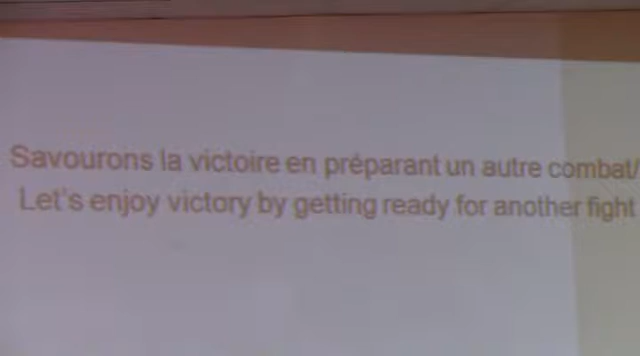 Savourons la victoire en préparant un autre combat/
Let's enjoy victory by getting ready for another fight